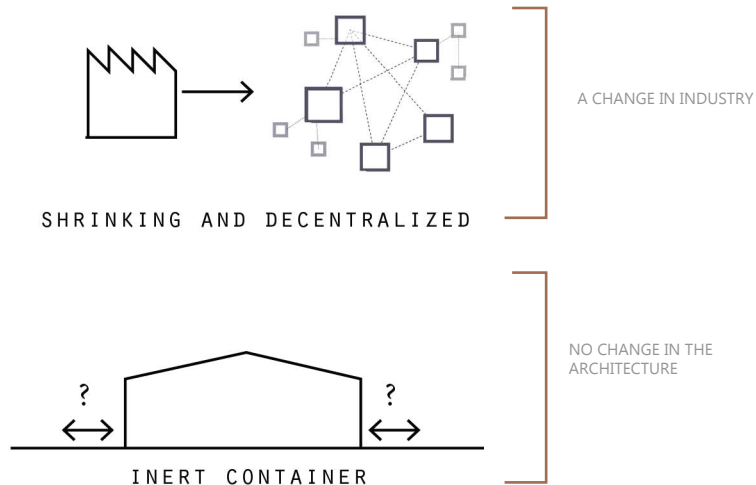 A CHANGE IN INDUSTRY
SHRINKING AND DECENTRALIZED
?
?
NO CHANGE IN THE
ARCHITECTURE
INERT CONTAINER